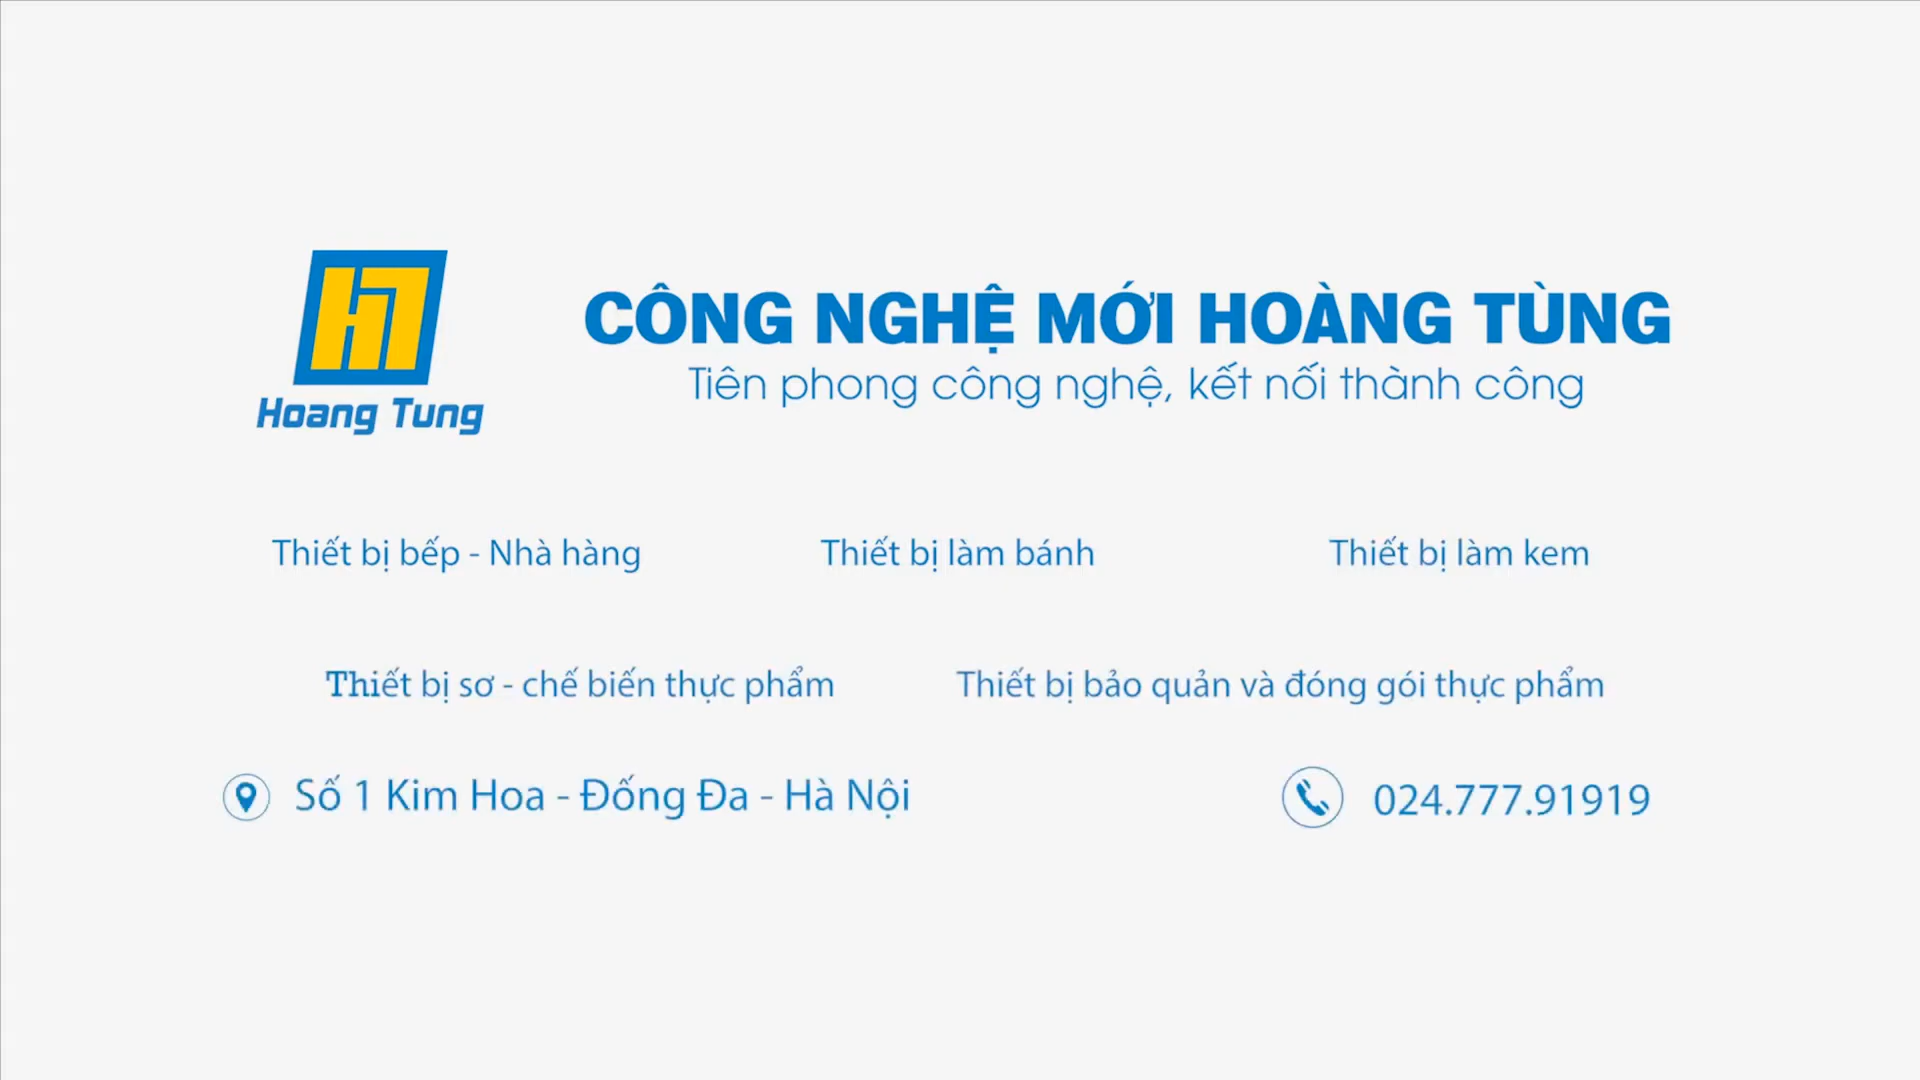 Hoang Tung
CÔNG NGHỆ MỚI HOÀNG TÙNG
Tiên phong công nghệ, kết nối thành công
Thiết bị bếp - Nhà hàng
Thiết bị làm bánh
Thiết bị làm kem
Thiết bị sơ - chế biến thực phẩm
Thiết bị bảo quản và đóng gói thực phẩm
Số 1 Kim Hoa - Đống Đa - Hà Nội
024.777.91919